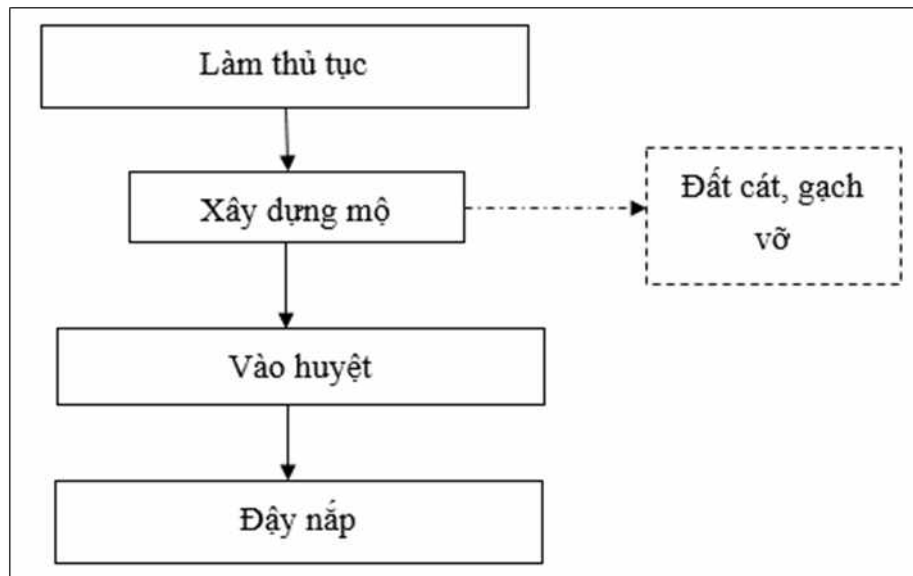 Làm thủ tục
Xây dựng mộ
Đất cát, gạch
vỡ
Vào huyệt
Đậy nắp